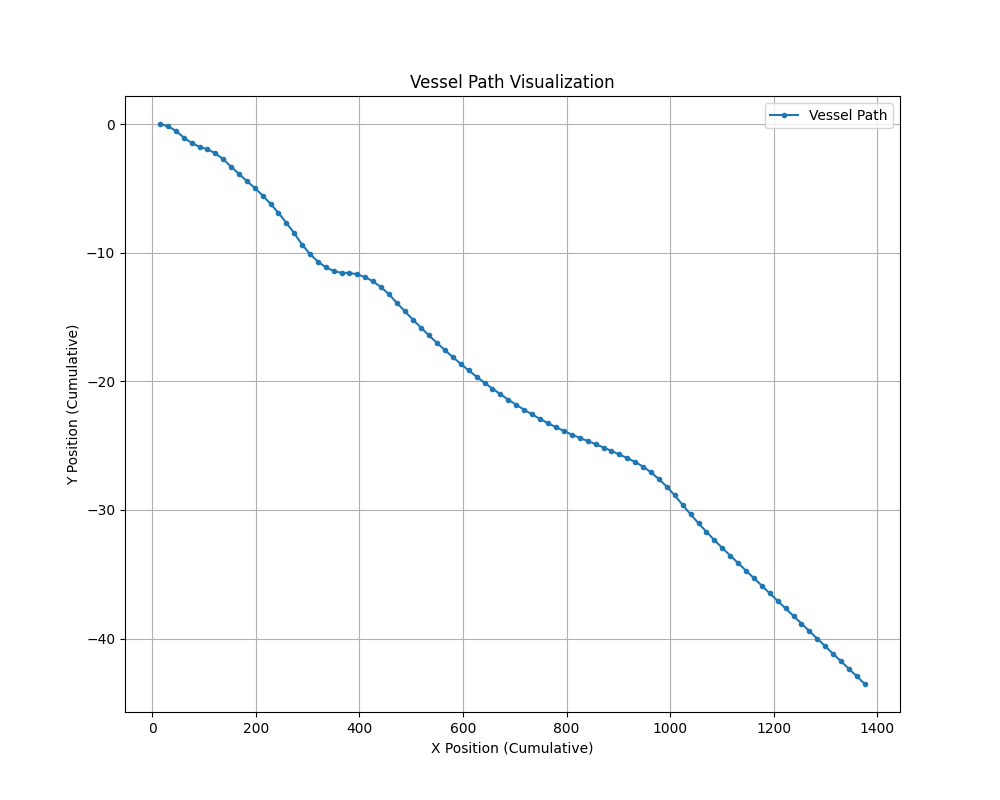 Vessel Path Visualization
Vessel Path
0
−10
−20
−30
−40
Y Position (Cumulative)
0 200 400 600 800 1000 1200 1400
X Position (Cumulative)